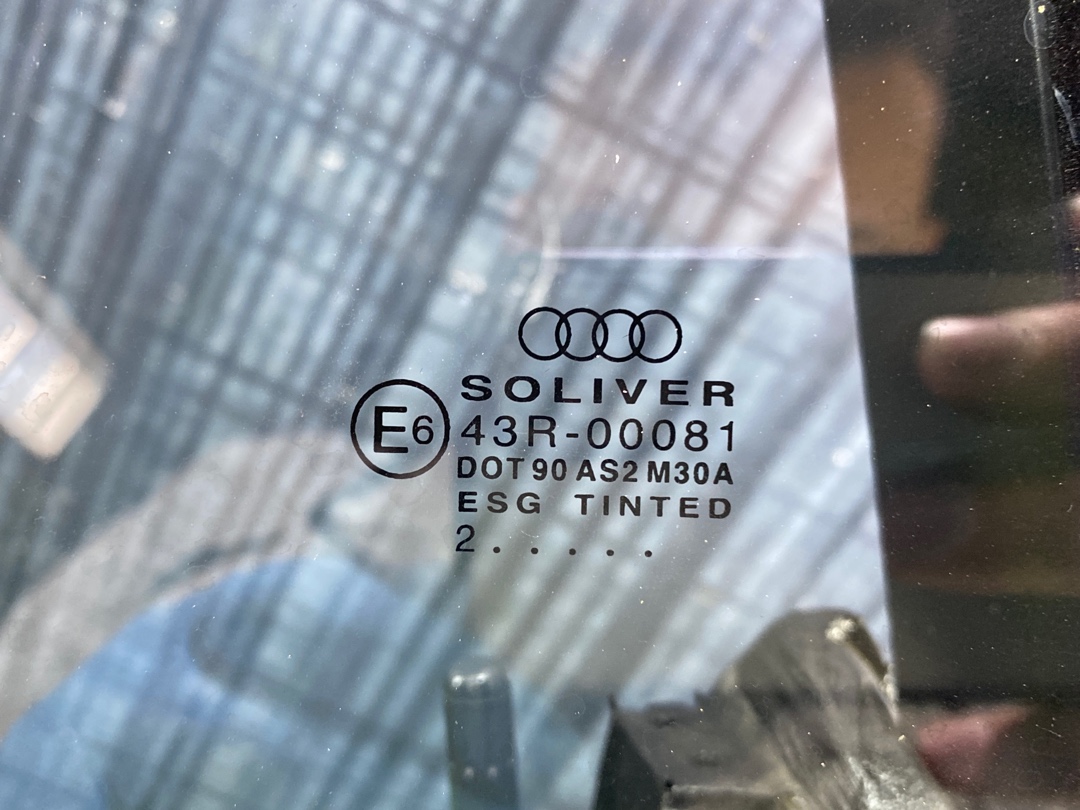 SOLIVER
E6 43R-00081
DOT 90 AS2 M30A
ESG TINTED
2 . . . . .